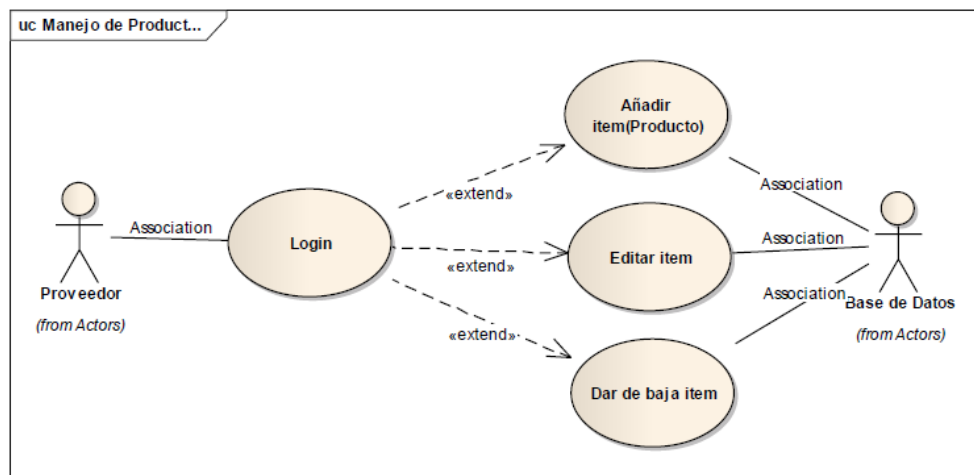 uc Manejo de Product...
Añadir
item(Producto)
«extend»
Association
Association
Login
«extend»
Editar item
Association
Proveedor
(from Actors)
Association
Base de Datos
(from Actors)
«extend»
Dar de baja item